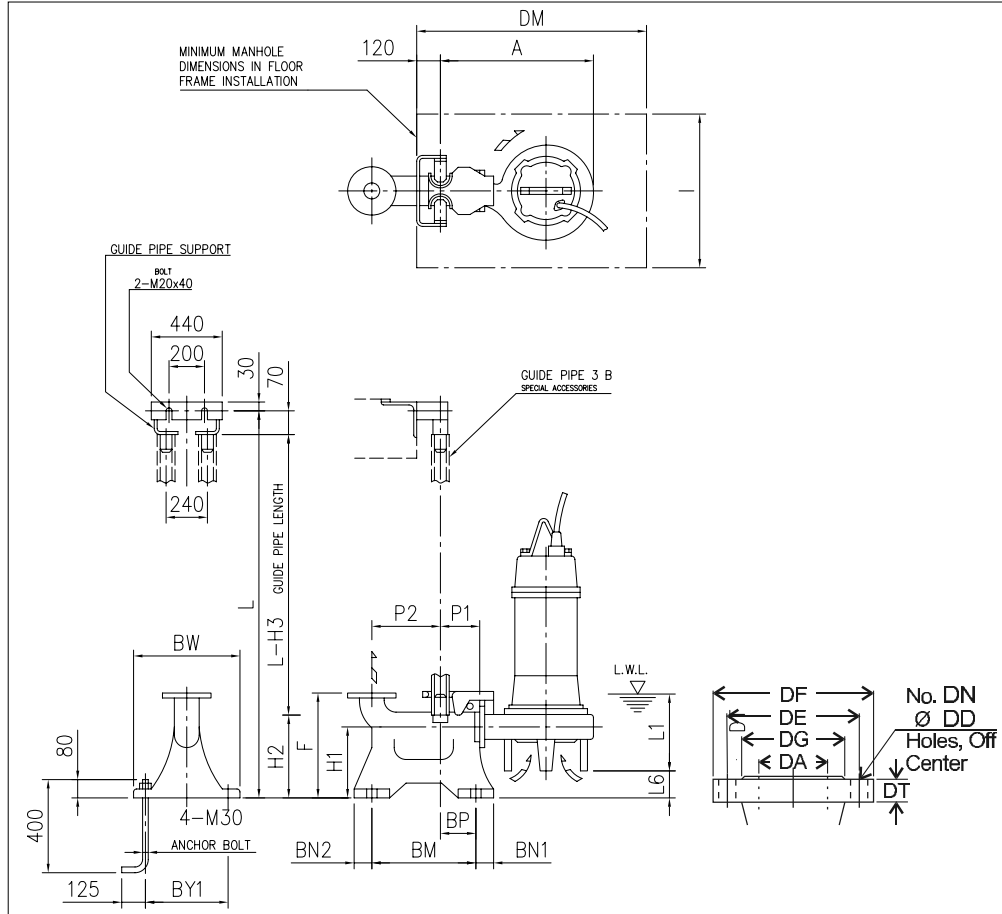 DM
120
A
MINIMUM MANHOLE
DIMENSIONS IN FLOOR
FRAME INSTALLATION
I
GUIDE PIPE SUPPORT
BOLT
2-M20x40
440
200
30
70
GUIDE PIPE 3 B
SPECIAL ACCESSORIES
240
L
L-H3
GUIDE PIPE LENGTH
P2
P1
BW
L.W.L.
80
H2
F
H1
L1
L6
400
4-M30
ANCHOR BOLT
BP
BN2
BM
BN1
125
BY1
DF
DE
DG
DA
DT
No. DN
Ø DD
Holes, Off
Center